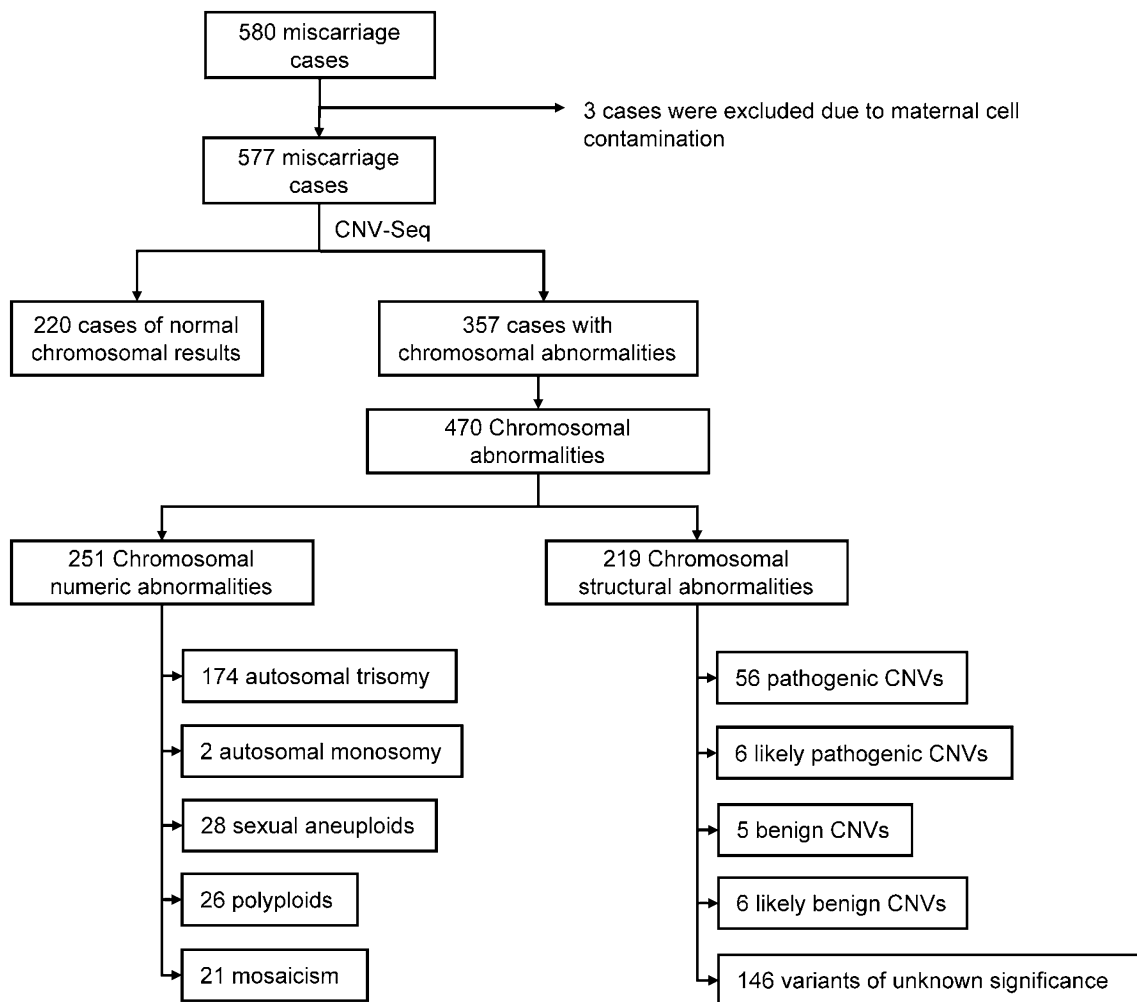 580 miscarriage
cases
3 cases were excluded due to maternal cell
contamination
577 miscarriage
cases
CNV-Seq
220 cases of normal
chromosomal results
357 cases with
chromosomal abnormalities
470 Chromosomal
abnormalities
251 Chromosomal
numeric abnormalities
219 Chromosomal
structural abnormalities
174 autosomal trisomy
2 autosomal monosomy
28 sexual aneuploids
26 polyploids
21 mosaicism
56 pathogenic CNVs
6 likely pathogenic CNVs
5 benign CNVs
6 likely benign CNVs
146 variants of unknown significance